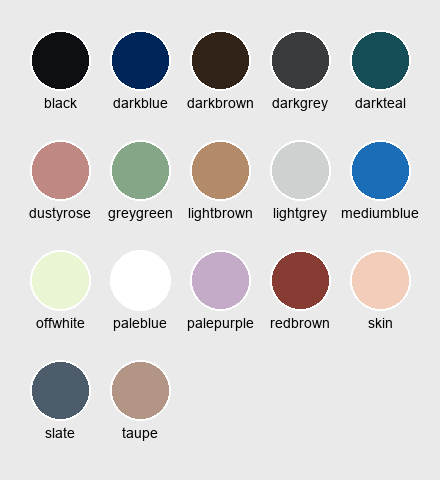 black darkblue darkbrown darkgrey darkteal
dustyrose greygreen lightbrown lightgrey mediumblue
offwhite paleblue palepurple redbrown skin
slate taupe